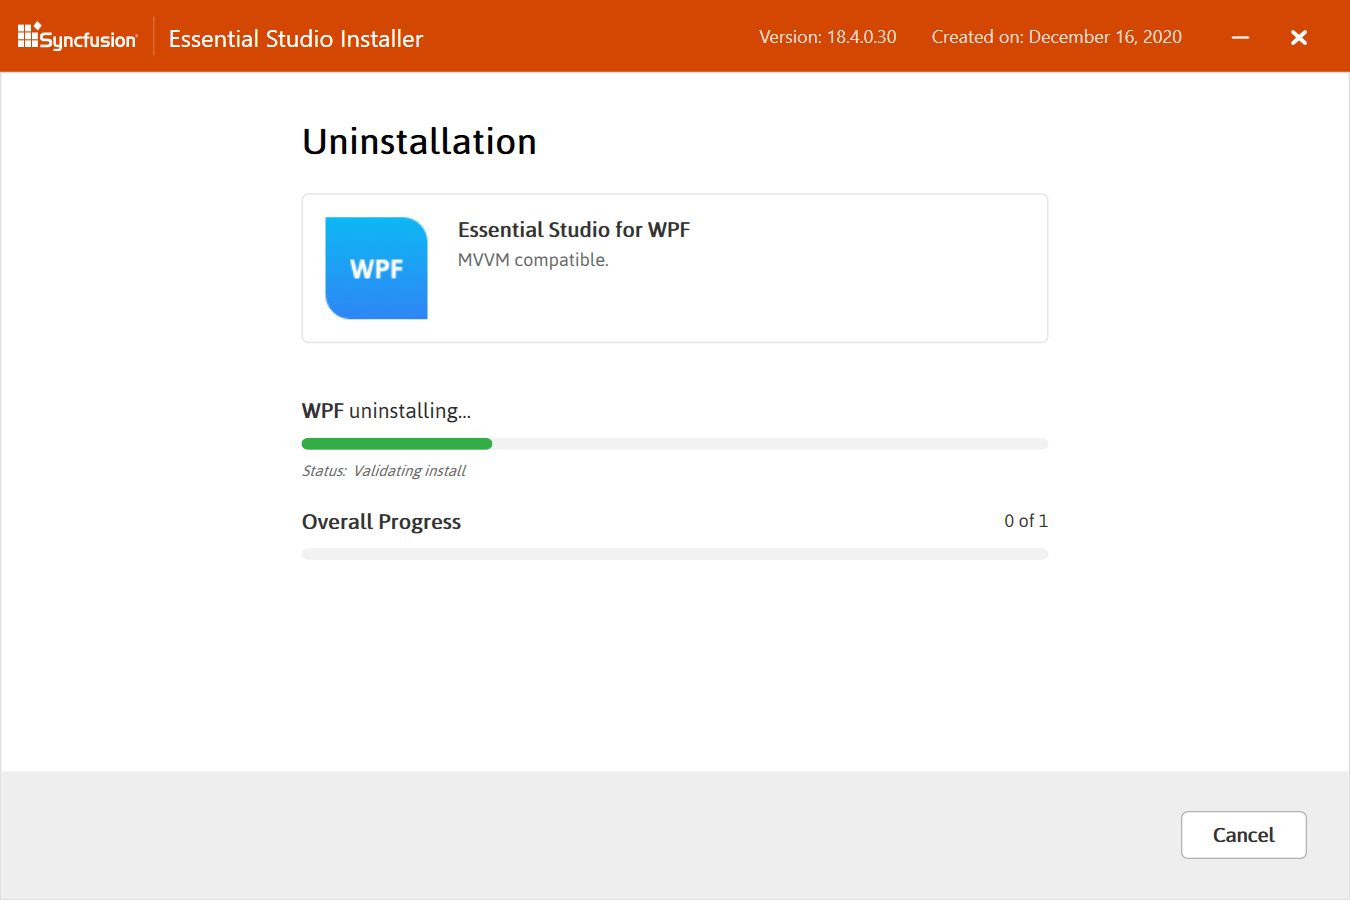 Syncfusion
Essential Studio Installer
Version: 18.4.0.30
Created on: December 16, 2020
Uninstallation
WPF
Essential Studio for WPF
MVVM compatible.
WPF uninstalling...
Status: Validating install
Overall Progress
0 of 1
Cancel